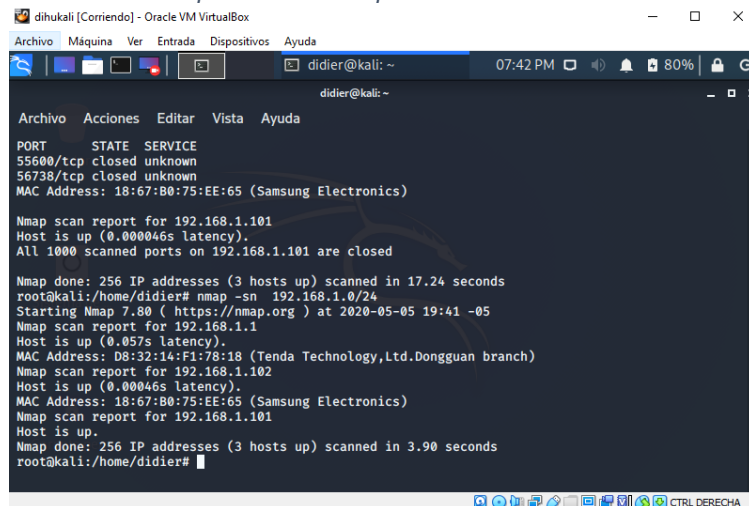 dihukali [Corriendo] - Oracle VM VirtualBox
Archivo Máquina Ver Entrada Dispositivos Ayuda
didier@kali: ~ 07:42 PM 80%
didier@kali: ~
Archivo Acciones Editar Vista Ayuda
PORT STATE SERVICE
55600/tcp closed unknown
56738/tcp closed unknown
MAC Address: 18:67:B0:75:EE:65 (Samsung Electronics)
Nmap scan report for 192.168.1.101
Host is up (0.000046s latency).
All 1000 scanned ports on 192.168.1.101 are closed
Nmap done: 256 IP addresses (3 hosts up) scanned in 17.24 seconds
root@kali:/home/didier# nmap -sn 192.168.1.0/24
Starting Nmap 7.80 ( https://nmap.org ) at 2020-05-05 19:41 -05
Nmap scan report for 192.168.1.1
Host is up (0.057s latency).
MAC Address: D8:32:14:F1:78:18 (Tenda Technology,Ltd.Dongguan branch)
Nmap scan report for 192.168.1.102
Host is up (0.00046s latency).
MAC Address: 18:67:B0:75:EE:65 (Samsung Electronics)
Nmap scan report for 192.168.1.101
Host is up.
Nmap done: 256 IP addresses (3 hosts up) scanned in 3.90 seconds
root@kali:/home/didier#
CTRL DERECHA